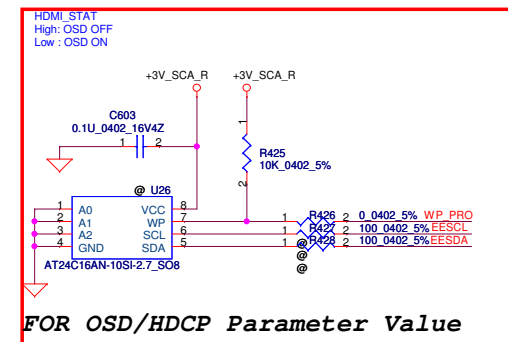 HDMI_STAT
High: OSD OFF
Low : OSD ON
+3V_SCA_R +3V_SCA_R
C603
0.1U_0402_16V4Z
1 2
1
R425
10K_0402_5%
2
@ U26
1 A0 VCC 8
2 A1 WP 7 1 R426 2 0_0402_5% WP_PRO
3 A2 SCL 6 1 R427 2 100_0402_5% EESCL
4 GND SDA 5 1 R428 2 100_0402_5% EESDA
@
@
@
AT24C16AN-10SI-2.7_SO8
FOR OSD/HDCP Parameter Value